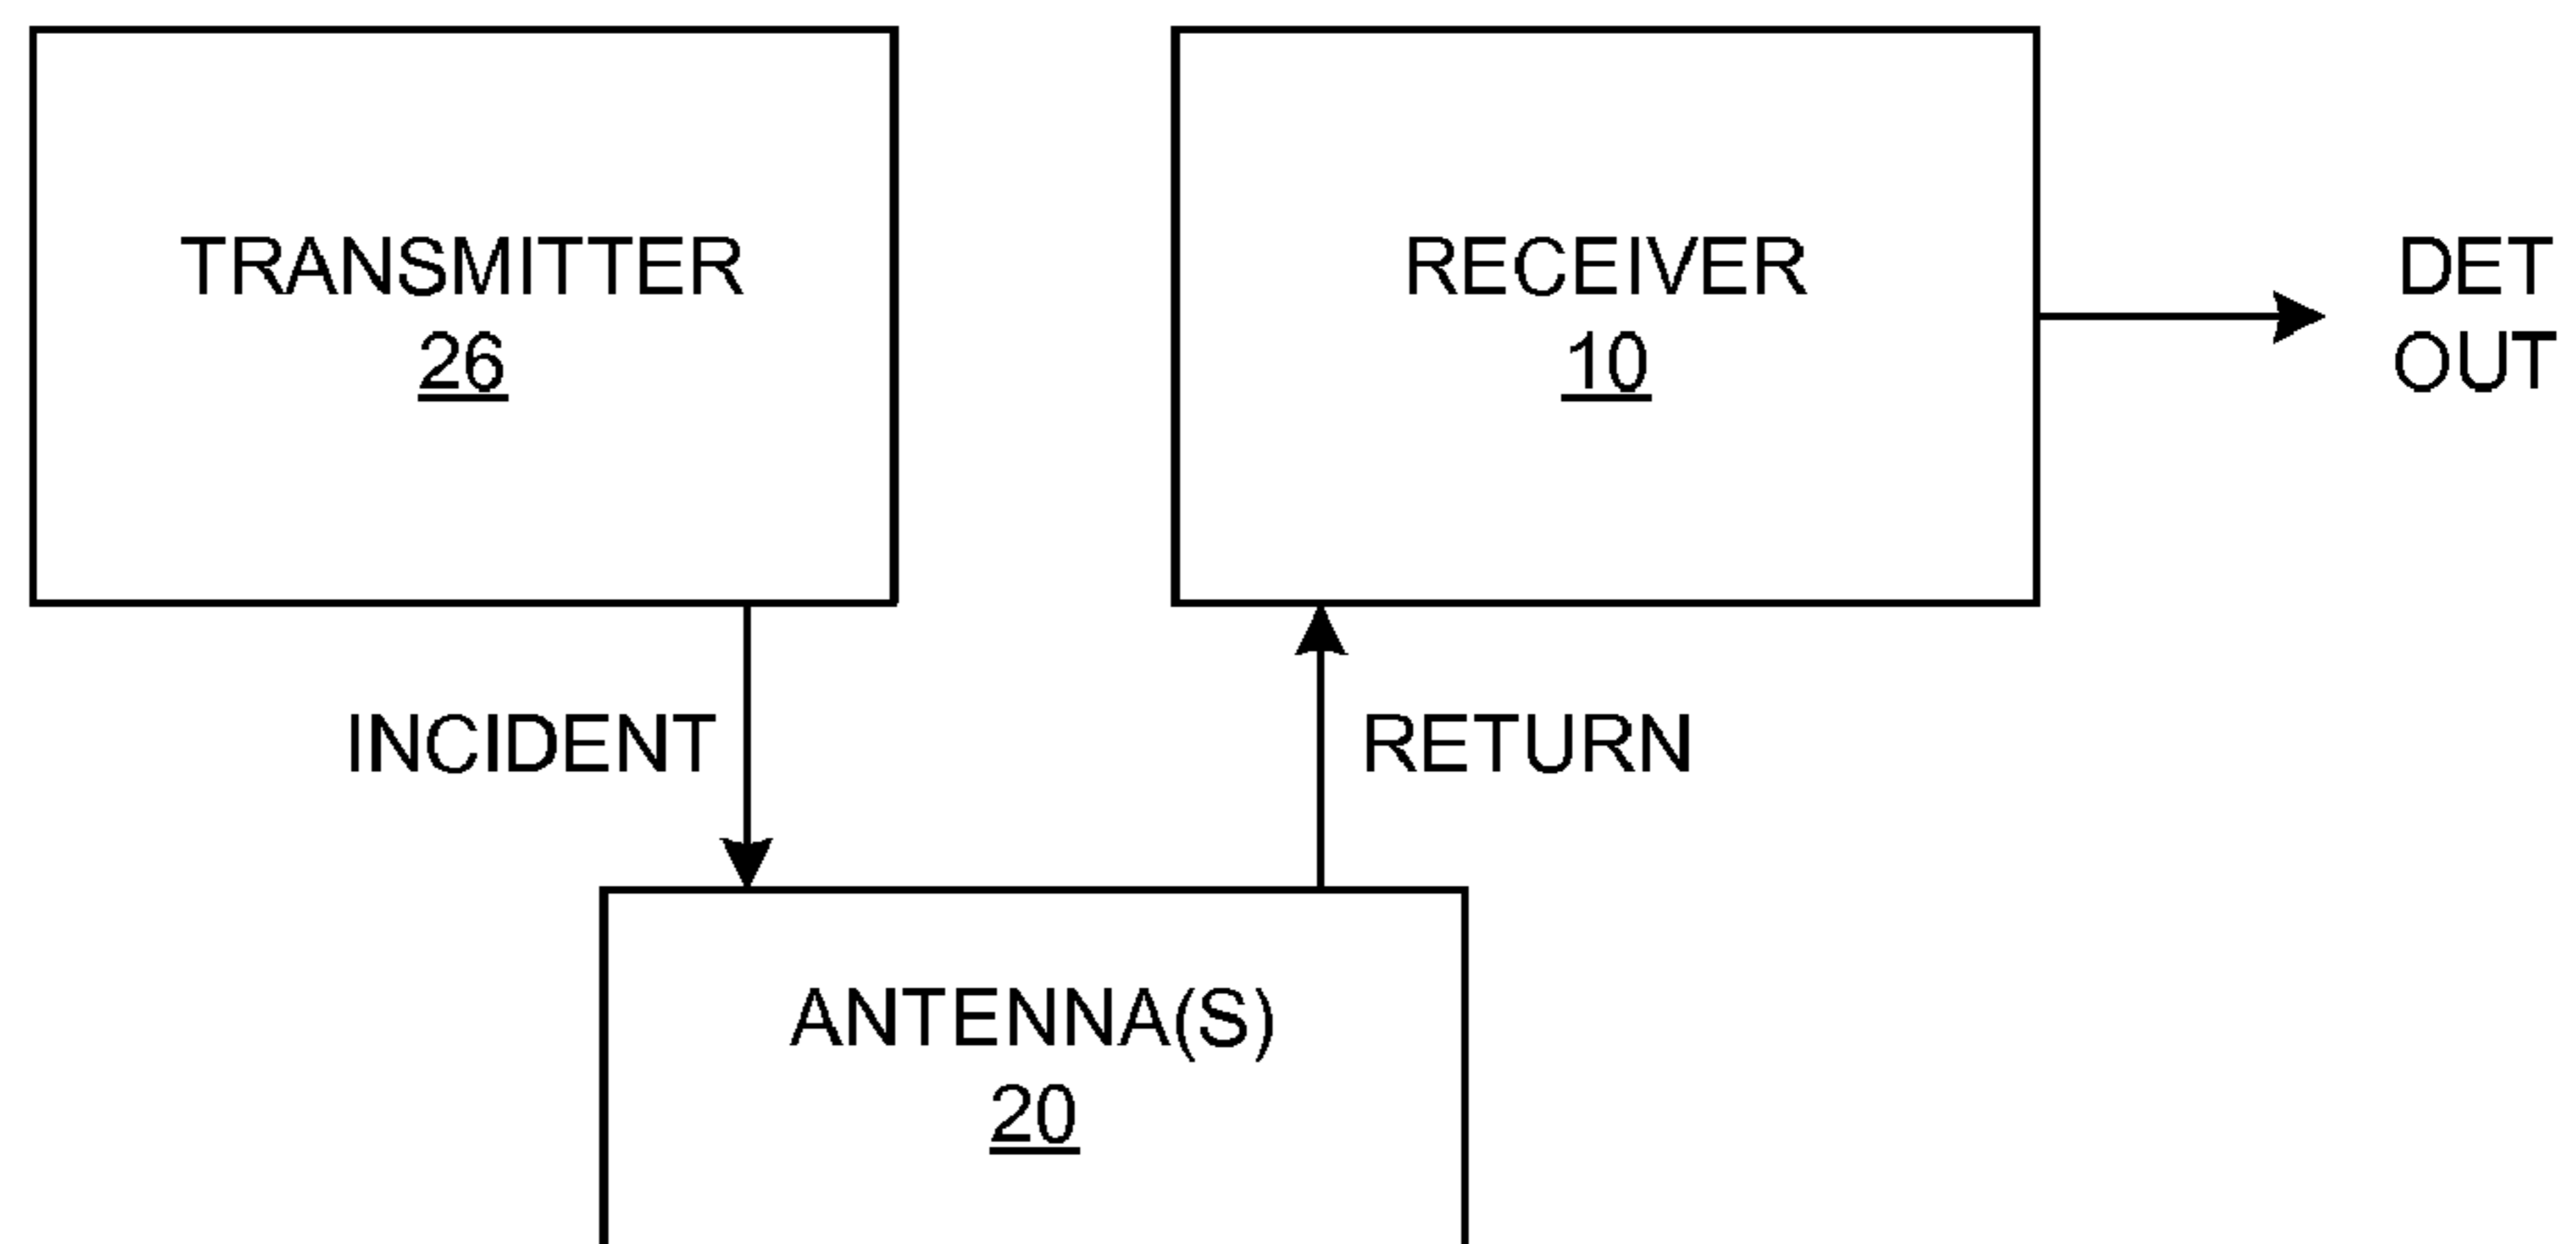 TRANSMITTER
26
RECEIVER
10
DET
OUT
INCIDENT
RETURN
ANTENNA(S)
20